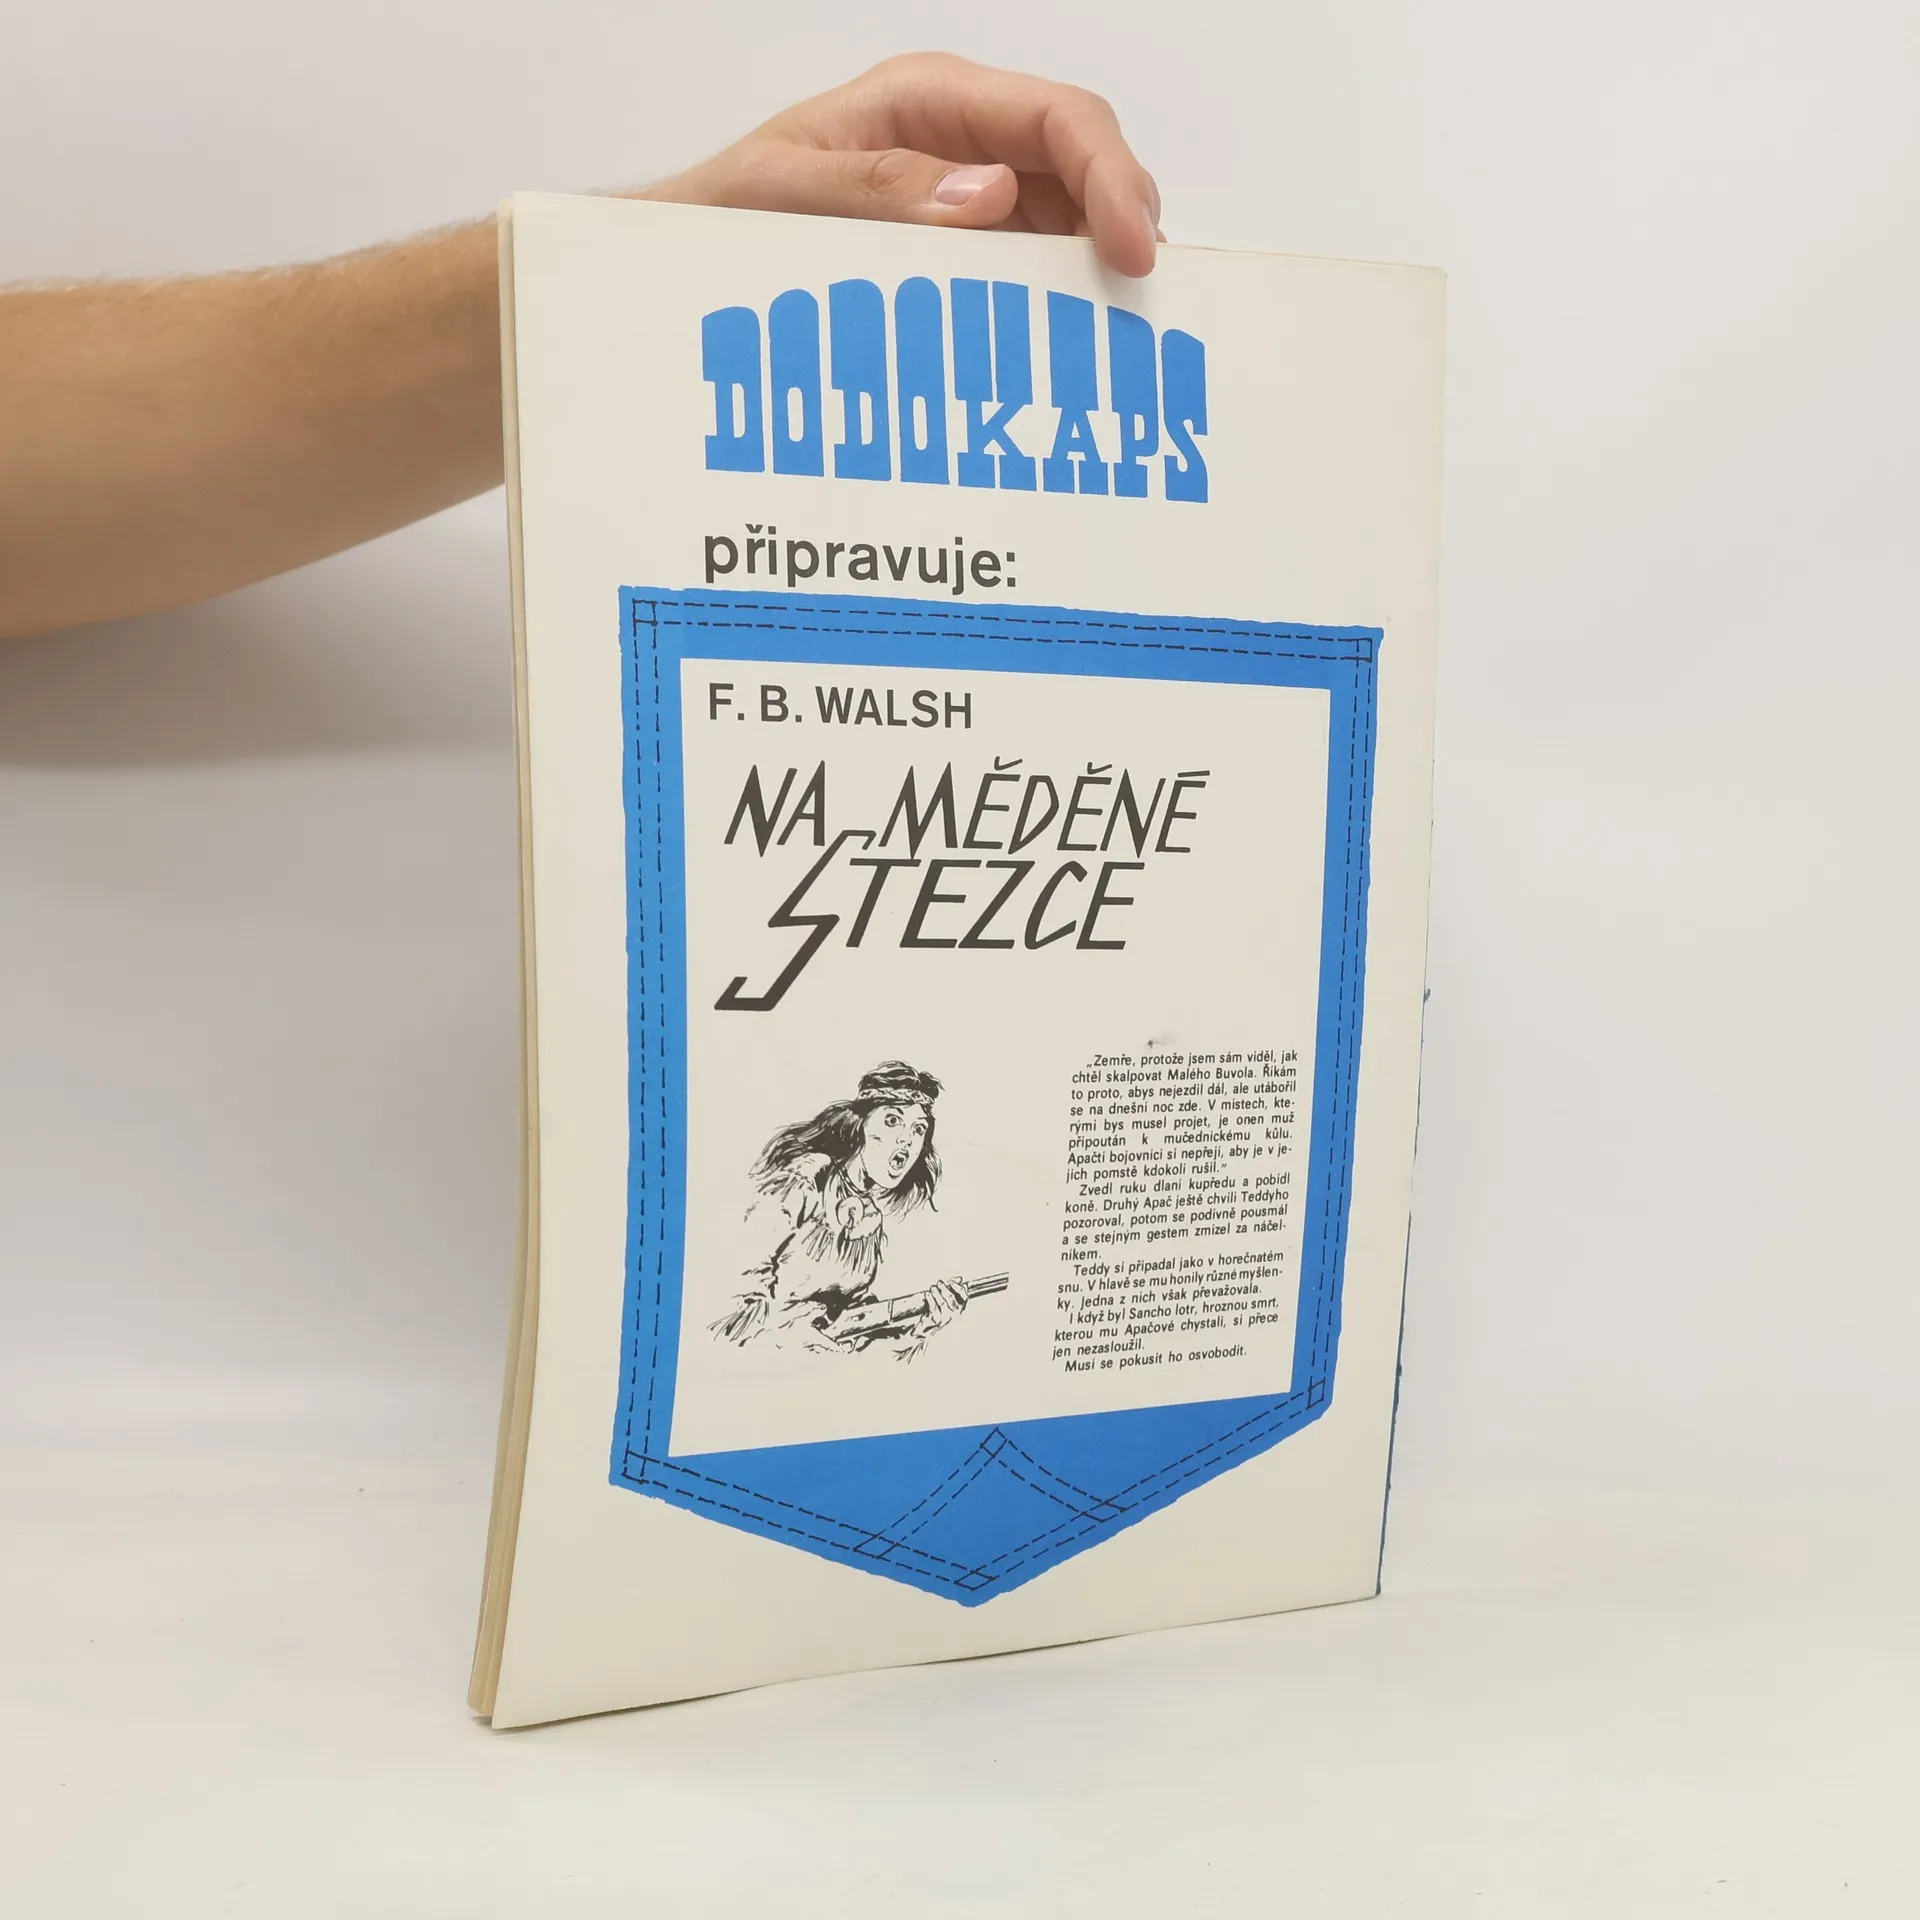 DODOKAPS
připravuje:
F. B. WALSH
NA MĚDĚNÉ
STEZCE
„Zemře, protože jsem sám viděl, jak
chtěl skalpovat Malého Buvola. Říkám
to proto, abys nejezdil dál, ale utábořil
se na dnešní noc zde. V místech, kte-
rými bys musel projet, je onen muž
připoután k mučednickému kůlu.
Apačtí bojovníci si nepřejí, aby je v je-
jich pomstě kdokoli rušil.“
Zvedl ruku dlaní kupředu a pobídl
koně. Druhý Apač ještě chvíli Teddyho
pozoroval, potom se podivně pousmál
a se stejným gestem zmizel za náčel-
níkem.
Teddy si připadal jako v horečnatém
snu. V hlavě se mu honily různé myšlen-
ky. Jedna z nich však převažovala.
I když byl Sancho lotr, hroznou smrt,
kterou mu Apačové chystali, si přece
jen nezasloužil.
Musí se pokusit ho osvobodit.